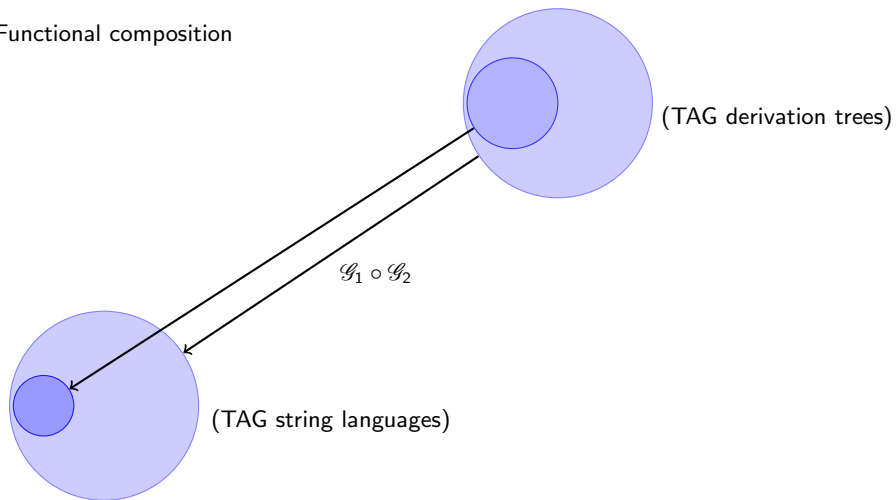 Functional composition
(TAG derivation trees)
𝒢₁ ∘ 𝒢₂
(TAG string languages)